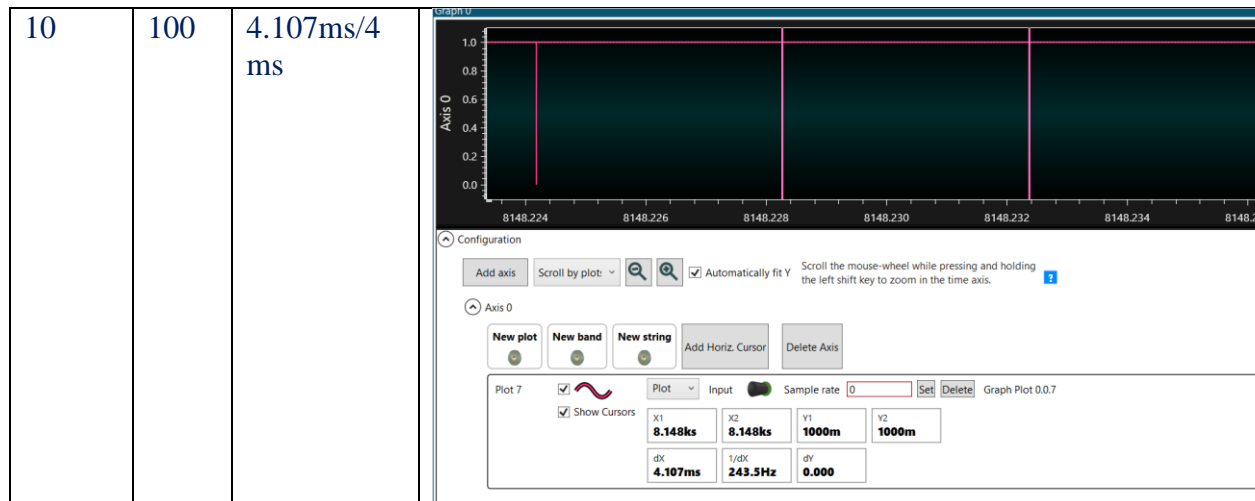 10 100 4.107ms/4
ms
Graph 0
Axis 0
1.0
0.8
0.6
0.4
0.2
0.0
8148.224 8148.226 8148.228 8148.230 8148.232 8148.234
Configuration
Add axis Scroll by plot: Automatically fit Y Scroll the mouse-wheel while pressing and holding
the left shift key to zoom in the time axis. ?
Axis 0
New plot New band New string Add Horiz. Cursor Delete Axis
Plot 7 Plot Input Sample rate 0 Set Delete Graph Plot 0.0.7
Show Cursors
X1 X2 Y1 Y2
8.148ks 8.148ks 1000m 1000m
dX 1/dX dY
4.107ms 243.5Hz 0.000